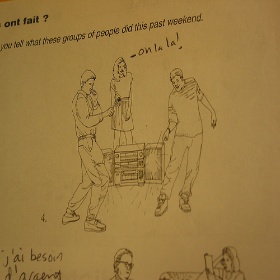 ont fait ?
you tell what these groups of people did this past weekend.
- on la la!
4.
j'ai besoin
d'argent